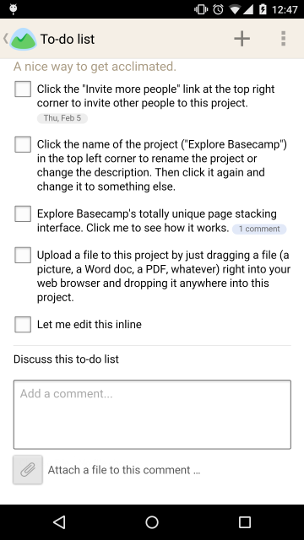 12:47
To-do list
A nice way to get acclimated.
Click the "Invite more people" link at the top right
corner to invite other people to this project.
Thu, Feb 5
Click the name of the project ("Explore Basecamp")
in the top left corner to rename the project or
change the description. Then click it again and
change it to something else.
Explore Basecamp's totally unique page stacking
interface. Click me to see how it works. 1 comment
Upload a file to this project by just dragging a file (a
picture, a Word doc, a PDF, whatever) right into your
web browser and dropping it anywhere into this
project.
Let me edit this inline
Discuss this to-do list
Add a comment...
Attach a file to this comment ...